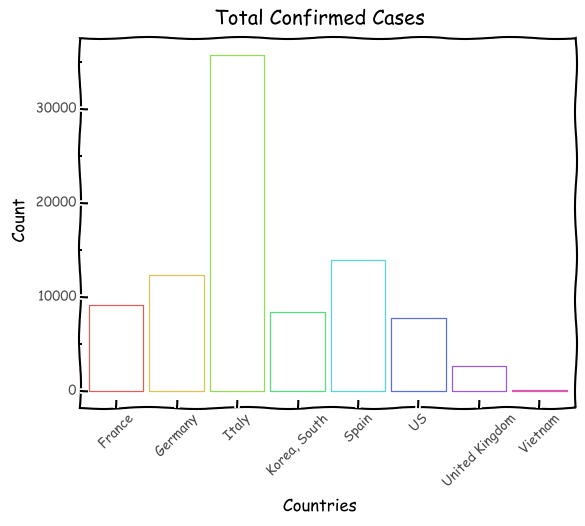 Total Confirmed Cases
Count
30000
20000
10000
0
France
Germany
Italy
Korea, South
Spain
US
United Kingdom
Vietnam
Countries